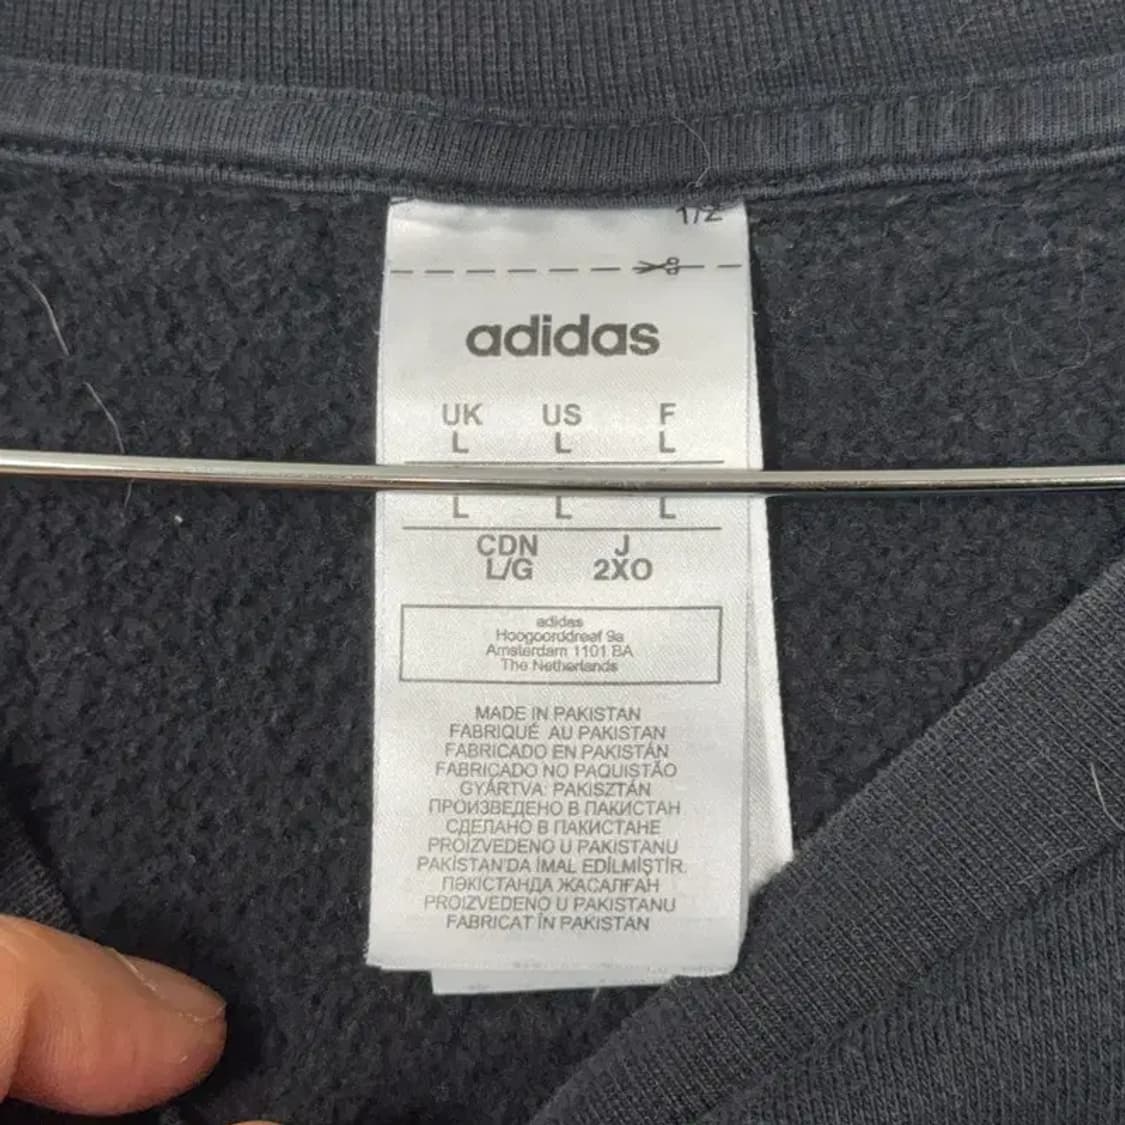 1/2
adidas
UK US F
L L L
L L L
CDN J
L/G 2XO
adidas
Hoogoorddreef 9a
Amsterdam 1101 BA
The Netherlands
MADE IN PAKISTAN
FABRIQUÉ AU PAKISTAN
FABRICADO EN PAKISTÁN
FABRICADO NO PAQUISTÃO
GYÁRTVA: PAKISZTÁN
ПРОИЗВЕДЕНО В ПАКИСТАН
СДЕЛАНО В ПАКИСТАНЕ
PROIZVEDENO U PAKISTANU
PAKİSTAN'DA İMAL EDİLMİŞTİR.
ПӘКІСТАНДА ЖАСАЛҒАН
PROIZVEDENO U PAKISTANU
FABRICAT ÎN PAKISTAN